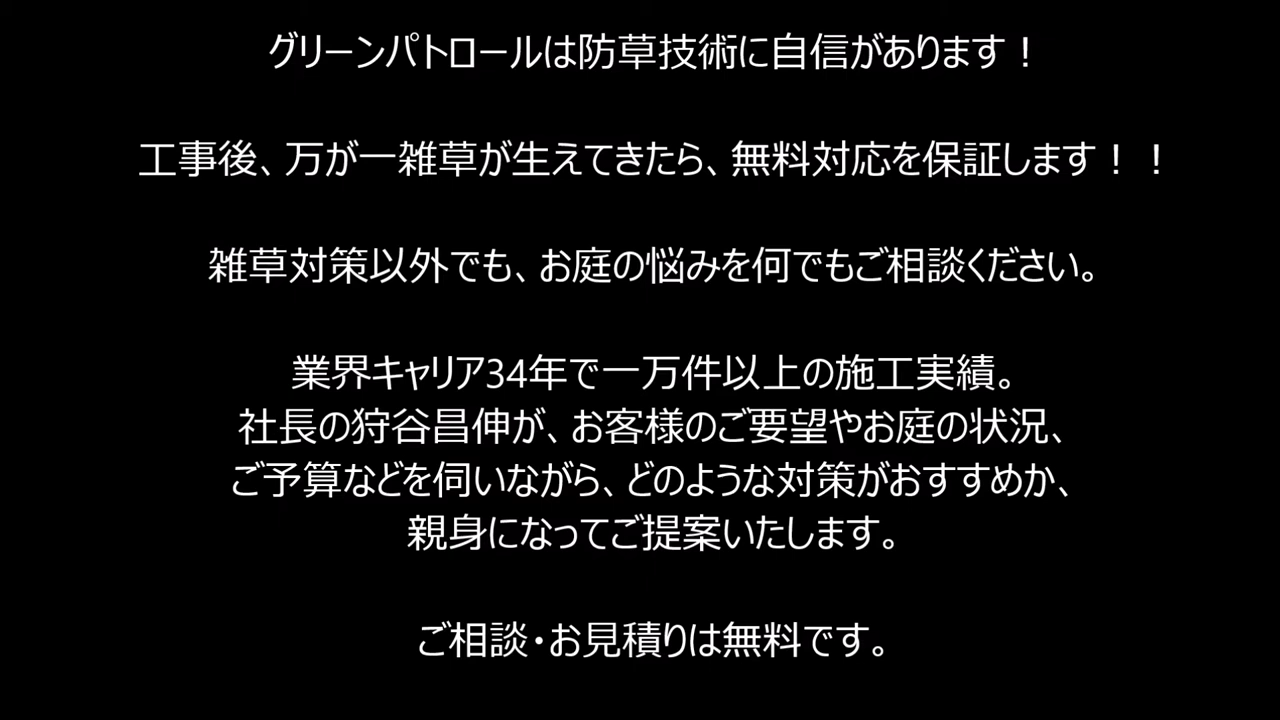 グリーンパトロールは防草技術に自信があります！
工事後、万が一雑草が生えてきたら、無料対応を保証します！！
雑草対策以外でも、お庭の悩みを何でもご相談ください。
業界キャリア34年で一万件以上の施工実績。
社長の狩谷昌伸が、お客様のご要望やお庭の状況、
ご予算などを伺いながら、どのような対策がおすすめか、
親身になってご提案いたします。
ご相談・お見積りは無料です。